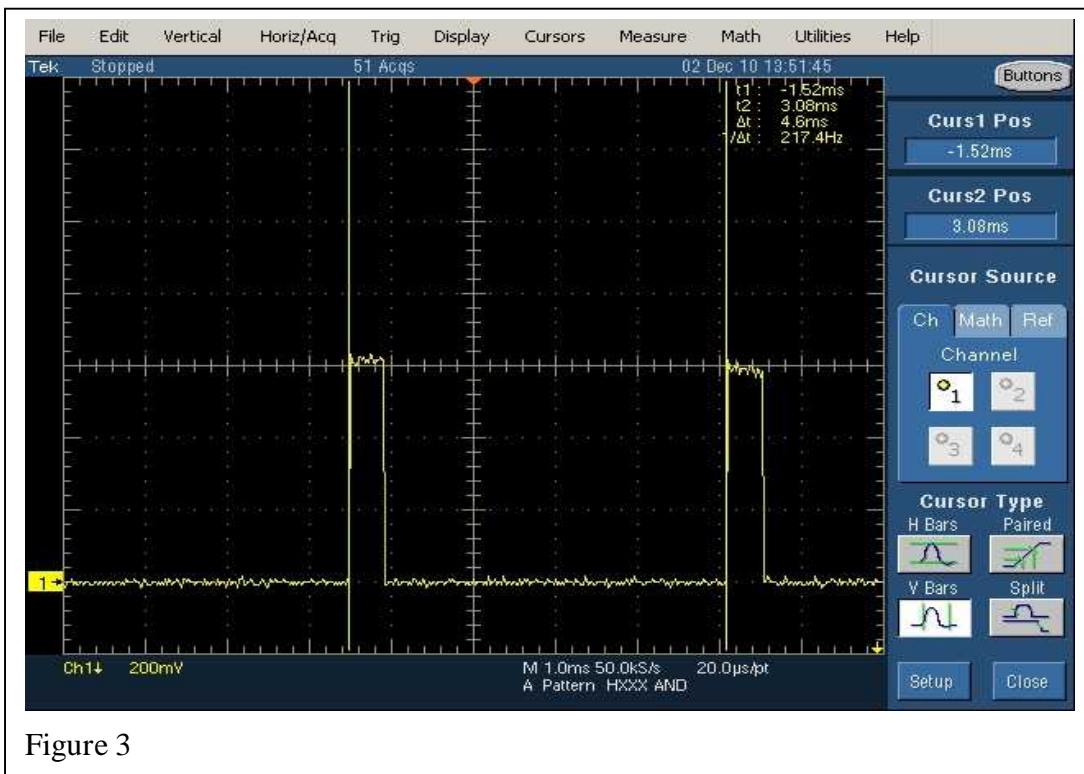 File Edit Vertical Horiz/Acq Trig Display Cursors Measure Math Utilities Help
Tek Stopped 51 Acqs 02 Dec 10 13:51:45
Buttons
t1 : -1.52ms
t2 : 3.08ms
Δt : 4.6ms
1/Δt : 217.4Hz
Curs1 Pos
-1.52ms
Curs2 Pos
3.08ms
Cursor Source
Ch Math Ref
Channel
1 2
3 4
Cursor Type
H Bars Paired
V Bars Split
Setup Close
1
Ch1 200mV M 1.0ms 50.0kS/s 20.0µs/pt
A Pattern HXXX AND
Figure 3